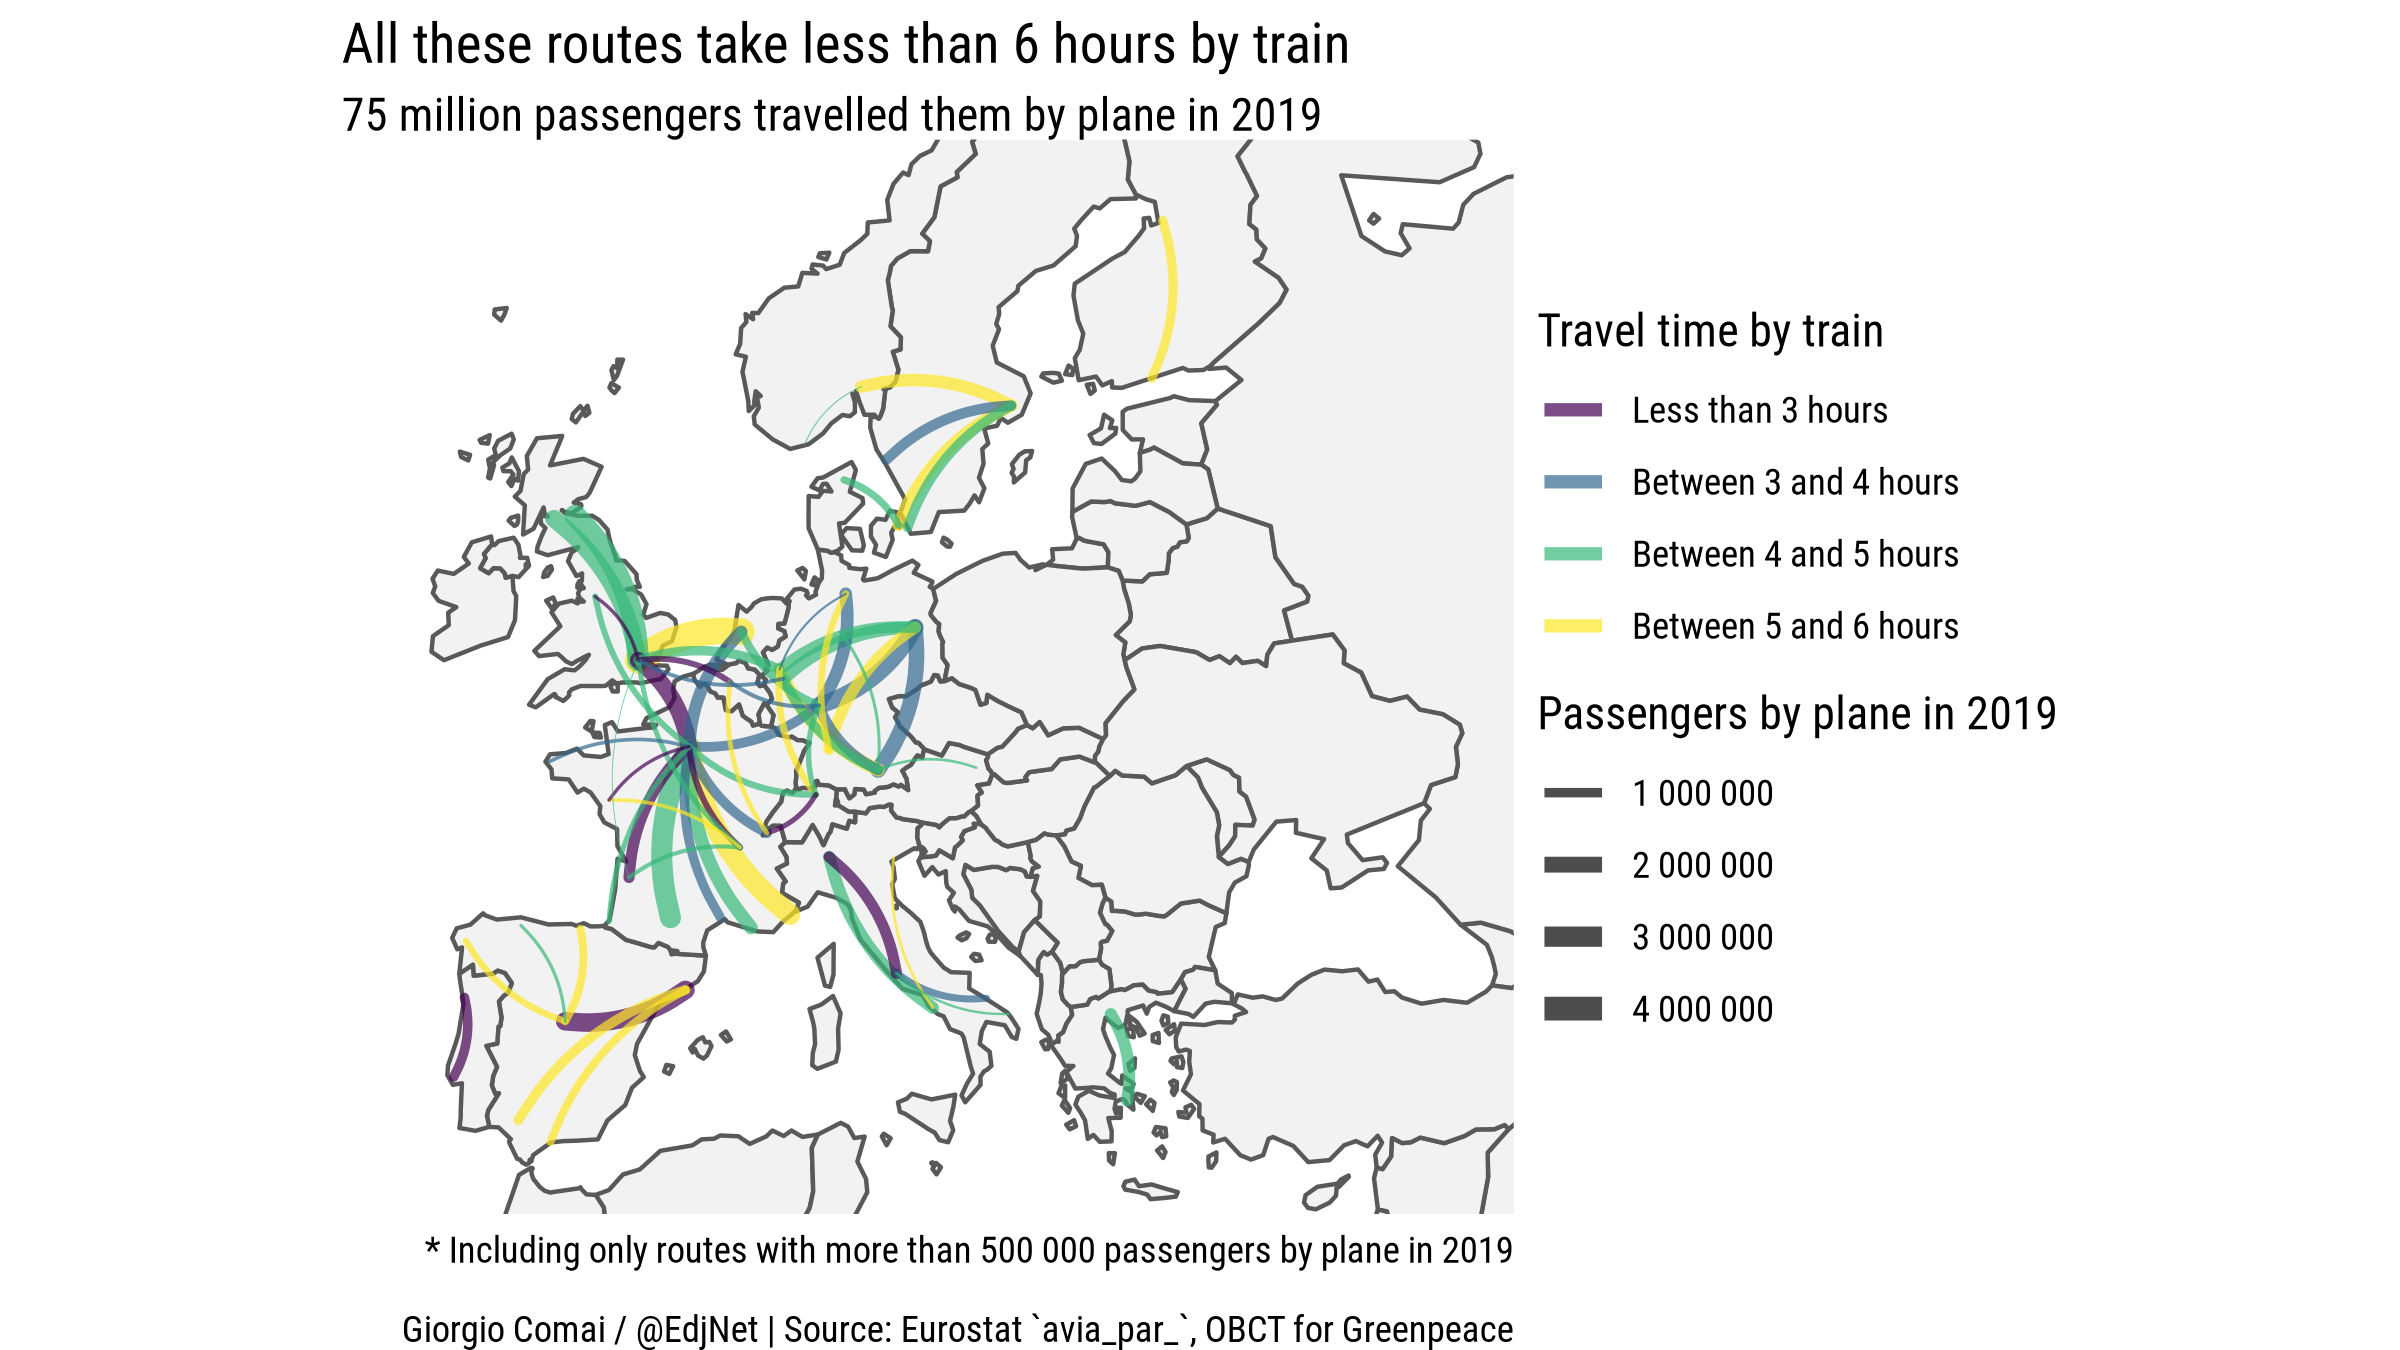 All these routes take less than 6 hours by train
75 million passengers travelled them by plane in 2019
Travel time by train
Less than 3 hours
Between 3 and 4 hours
Between 4 and 5 hours
Between 5 and 6 hours
Passengers by plane in 2019
1 000 000
2 000 000
3 000 000
4 000 000
* Including only routes with more than 500 000 passengers by plane in 2019
Giorgio Comai / @EdjNet | Source: Eurostat `avia_par_`, OBCT for Greenpeace